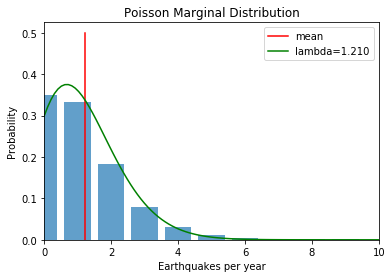 Poisson Marginal Distribution
mean
lambda=1.210
Probability
0.5
0.4
0.3
0.2
0.1
0.0
0 2 4 6 8 10
Earthquakes per year